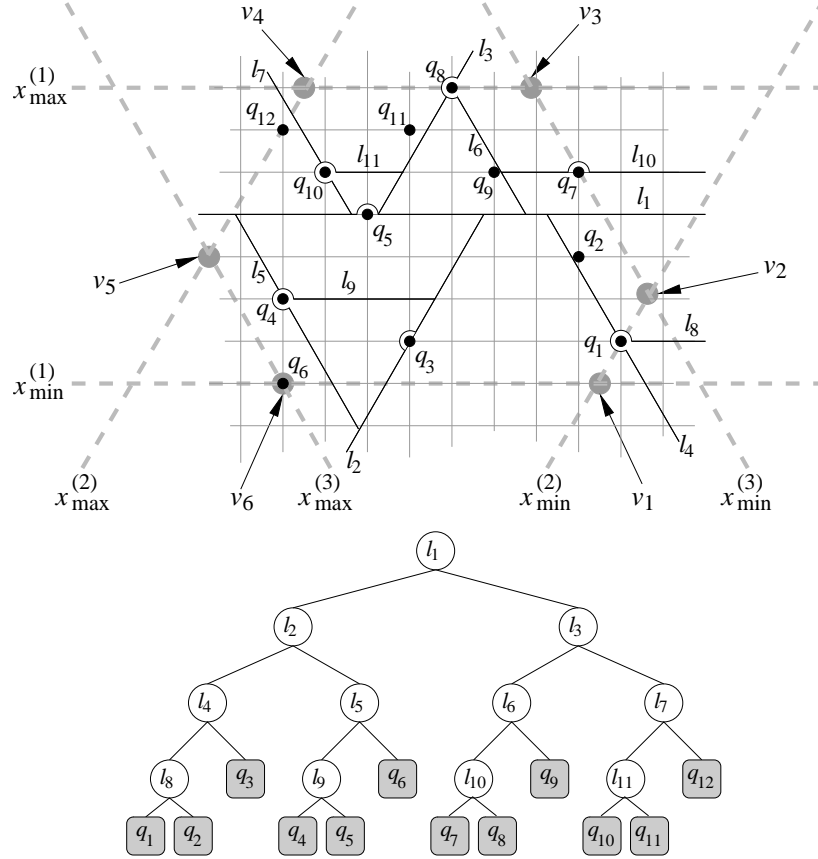 v₄ v₃
l₇ q₈ l₃
x⁽¹⁾max
q₁₂ q₁₁
l₁₁ l₆ l₁₀
q₁₀ q₉ q₇
l₁
q₅ q₂
v₅ l₅ l₉ v₂
q₄ l₈
q₃ q₁
x⁽¹⁾min q₆
l₂ l₄
x⁽²⁾max v₆ x⁽³⁾max x⁽²⁾min v₁ x⁽³⁾min
l₁
l₂ l₃
l₄ l₅ l₆ l₇
l₈ q₃ l₉ q₆ l₁₀ q₉ l₁₁ q₁₂
q₁ q₂ q₄ q₅ q₇ q₈ q₁₀ q₁₁